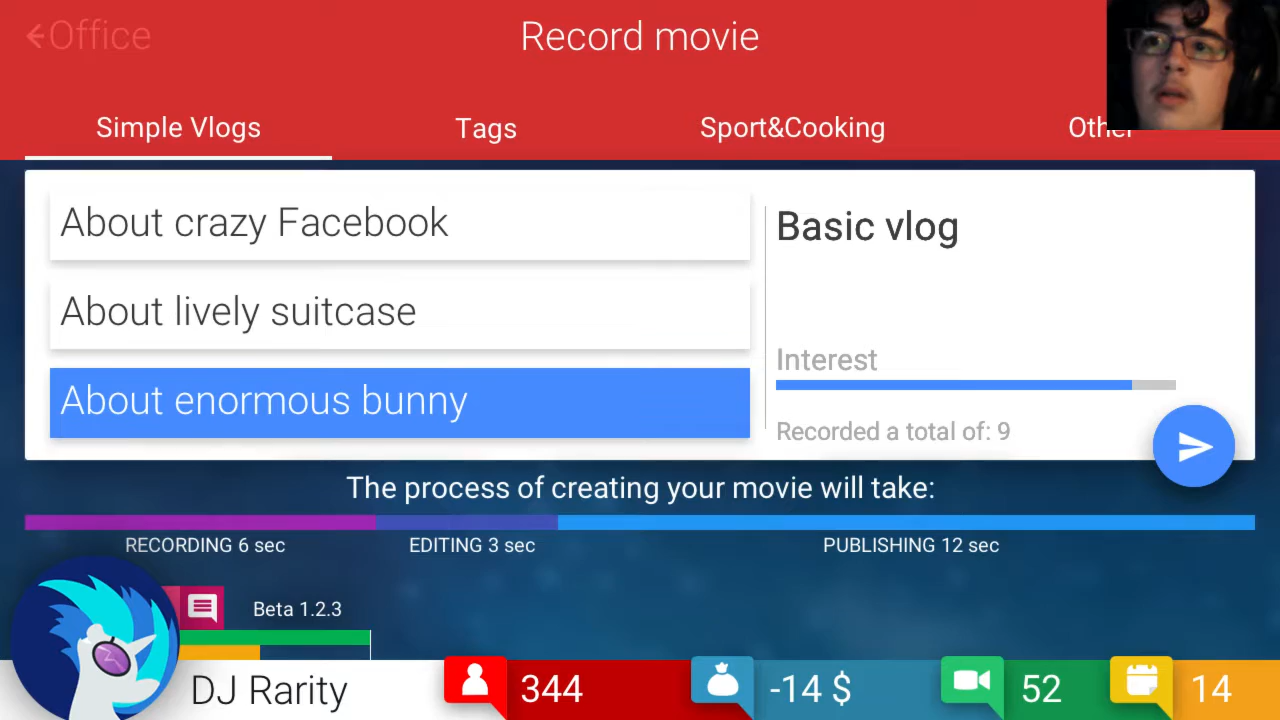 Office
Record movie
Simple Vlogs
Tags
Sport&Cooking
Other
About crazy Facebook
Basic vlog
About lively suitcase
Interest
About enormous bunny
Recorded a total of: 9
The process of creating your movie will take:
RECORDING 6 sec
EDITING 3 sec
PUBLISHING 12 sec
Beta 1.2.3
DJ Rarity
344
-14 $
52
14